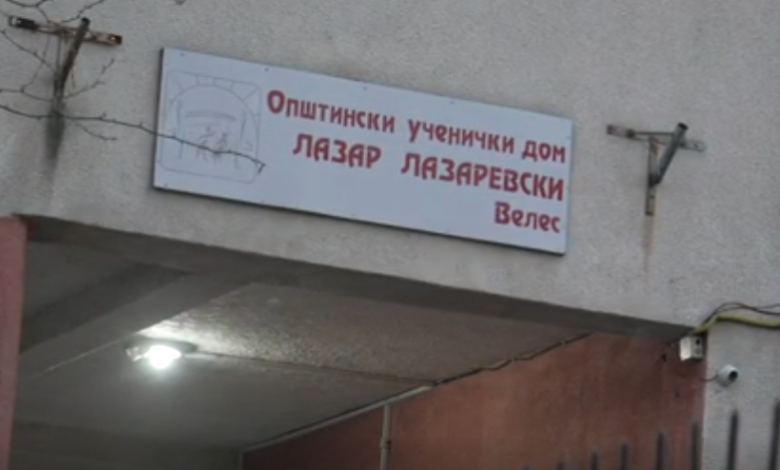 Општински ученички дом
ЛАЗАР ЛАЗАРЕВСКИ
Велес